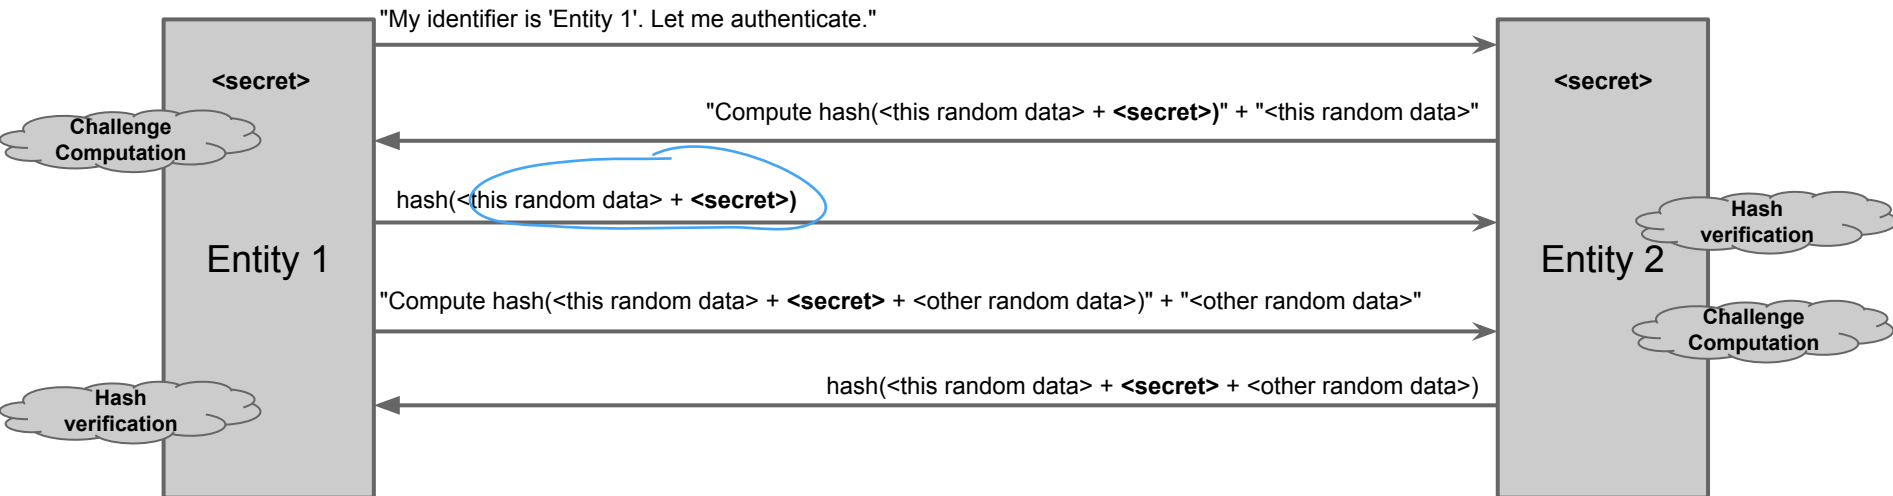 "My identifier is 'Entity 1'. Let me authenticate."
<secret>
<secret>
"Compute hash(<this random data> + <secret>)" + "<this random data>"
Challenge
Computation
hash(<this random data> + <secret>)
Hash
verification
Entity 1
Entity 2
"Compute hash(<this random data> + <secret> + <other random data>)" + "<other random data>"
Challenge
Computation
hash(<this random data> + <secret> + <other random data>)
Hash
verification